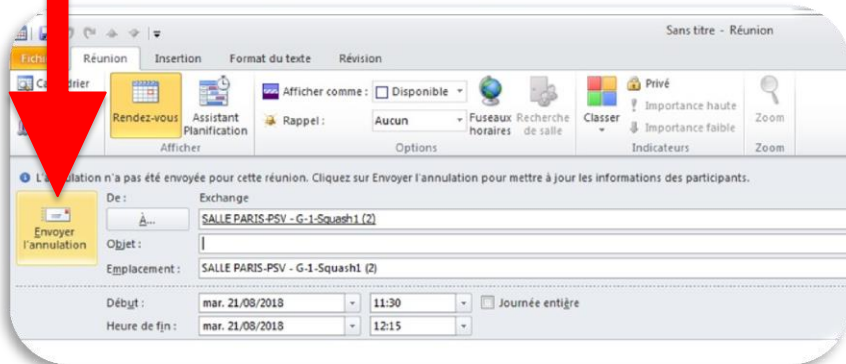 Sans titre - Réunion
Réunion Insertion Format du texte Révision
Rendez-vous
Assistant Planification
Afficher
Afficher comme : Disponible
Rappel : Aucun
Fuseaux horaires
Recherche de salle
Options
Classer
Privé
Importance haute
Importance faible
Indicateurs
Zoom
Zoom
n'a pas été envoyée pour cette réunion. Cliquez sur Envoyer l'annulation pour mettre à jour les informations des participants.
Envoyer l'annulation
De : Exchange
À... SALLE PARIS-PSV - G-1-Squash1 (2)
Objet :
Emplacement : SALLE PARIS-PSV - G-1-Squash1 (2)
Début : mar. 21/08/2018 11:30 Journée entière
Heure de fin : mar. 21/08/2018 12:15